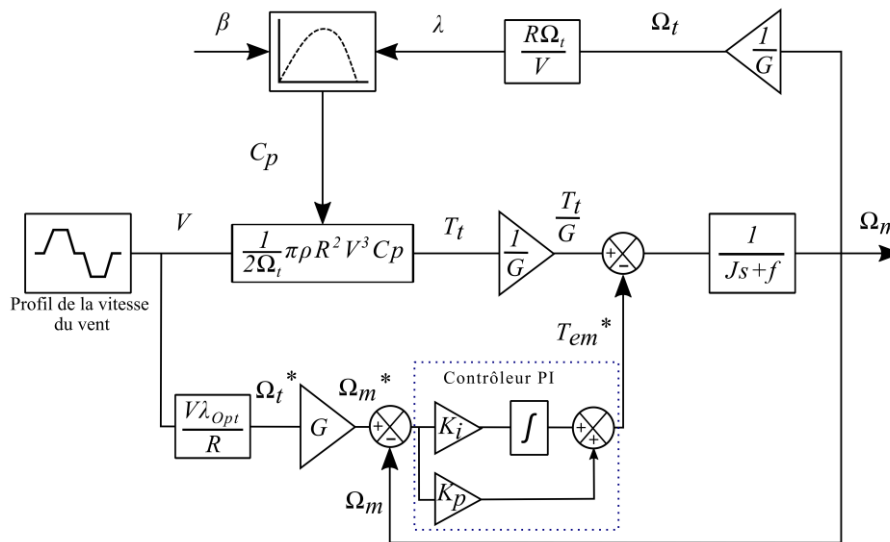 β
λ
RΩt
V
Ωt
1
G
Cp
V
1
2Ωt
πρR²V³Cp
Tt
1
G
Tt
G
+
−
1
Js+f
Ωm
Profil de la vitesse
du vent
Tem*
Contrôleur PI
VλOpt
R
Ωt*
G
Ωm*
+
−
Ki
∫
+
+
Ωm
Kp